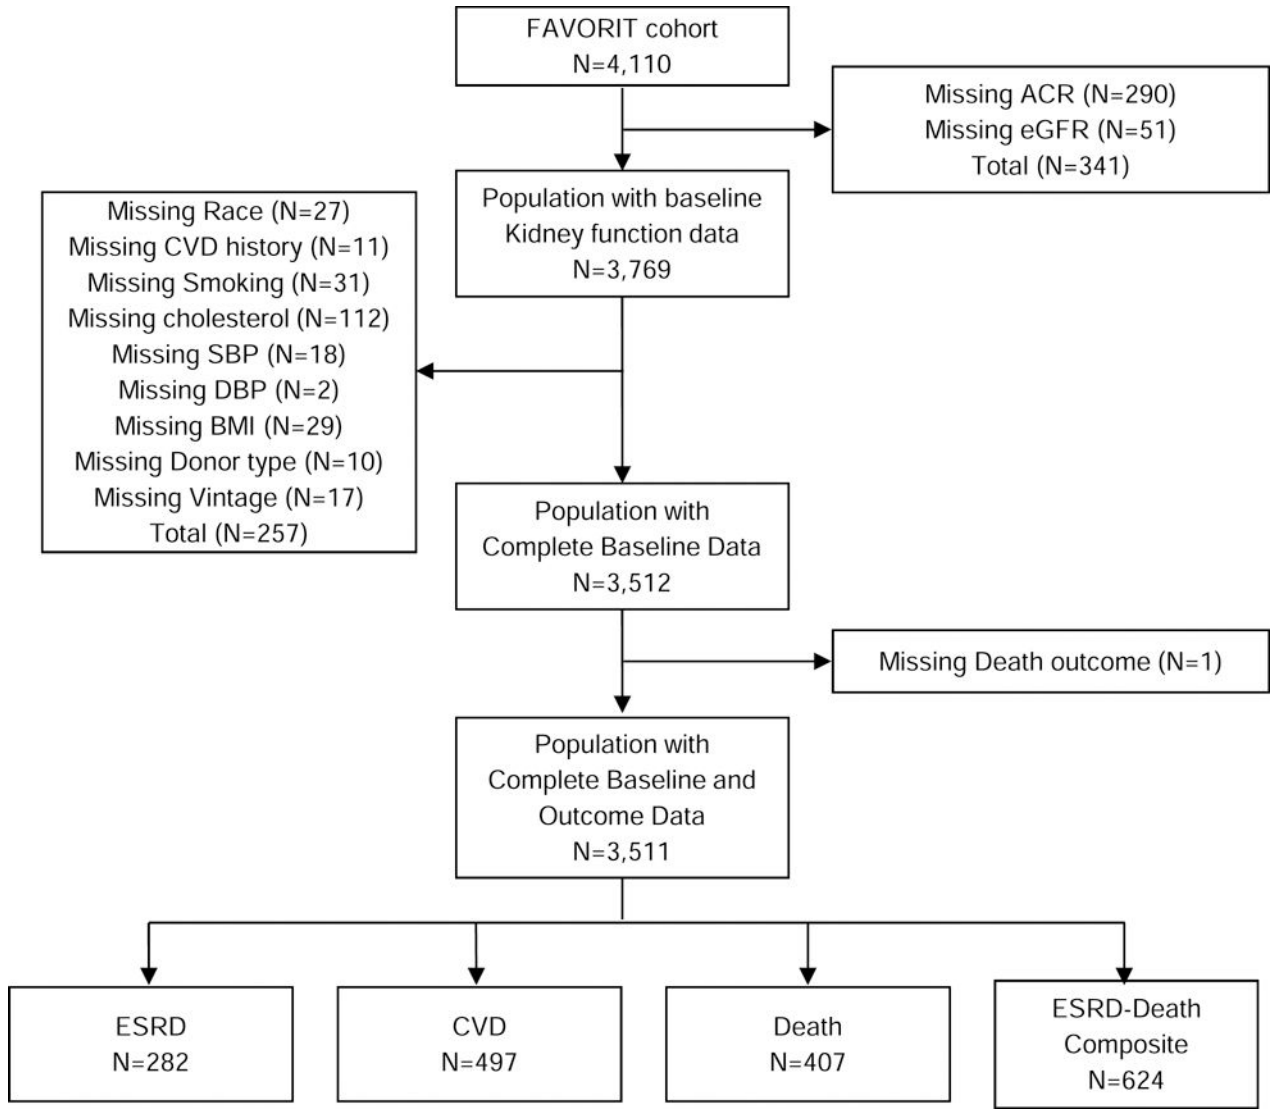 FAVORIT cohort
N=4,110
Missing ACR (N=290)
Missing eGFR (N=51)
Total (N=341)
Population with baseline
Kidney function data
N=3,769
Missing Race (N=27)
Missing CVD history (N=11)
Missing Smoking (N=31)
Missing cholesterol (N=112)
Missing SBP (N=18)
Missing DBP (N=2)
Missing BMI (N=29)
Missing Donor type (N=10)
Missing Vintage (N=17)
Total (N=257)
Population with
Complete Baseline Data
N=3,512
Missing Death outcome (N=1)
Population with
Complete Baseline and
Outcome Data
N=3,511
ESRD
N=282
CVD
N=497
Death
N=407
ESRD-Death
Composite
N=624